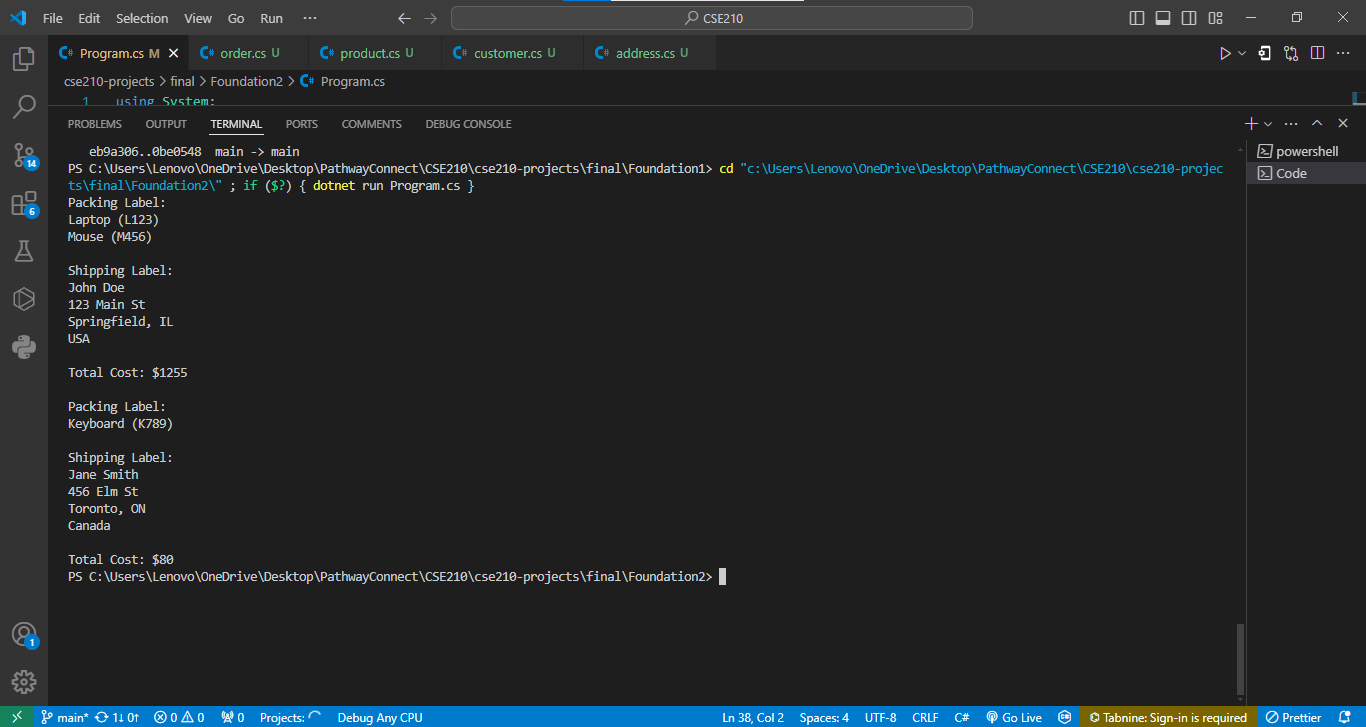 File Edit Selection View Go Run ··· CSE210
Program.cs M order.cs U product.cs U customer.cs U address.cs U
cse210-projects > final > Foundation2 > Program.cs
1 using System;
PROBLEMS OUTPUT TERMINAL PORTS COMMENTS DEBUG CONSOLE
powershell
Code
eb9a306..0be0548 main -> main
PS C:\Users\Lenovo\OneDrive\Desktop\PathwayConnect\CSE210\cse210-projects\final\Foundation1> cd "c:\Users\Lenovo\OneDrive\Desktop\PathwayConnect\CSE210\cse210-projec
ts\final\Foundation2\" ; if ($?) { dotnet run Program.cs }
Packing Label:
Laptop (L123)
Mouse (M456)
Shipping Label:
John Doe
123 Main St
Springfield, IL
USA
Total Cost: $1255
Packing Label:
Keyboard (K789)
Shipping Label:
Jane Smith
456 Elm St
Toronto, ON
Canada
Total Cost: $80
PS C:\Users\Lenovo\OneDrive\Desktop\PathwayConnect\CSE210\cse210-projects\final\Foundation2>
14
6
1
main* 1↓ 0↑ 0 0 0 Projects: Debug Any CPU Ln 38, Col 2 Spaces: 4 UTF-8 CRLF C# Go Live Tabnine: Sign-in is required Prettier